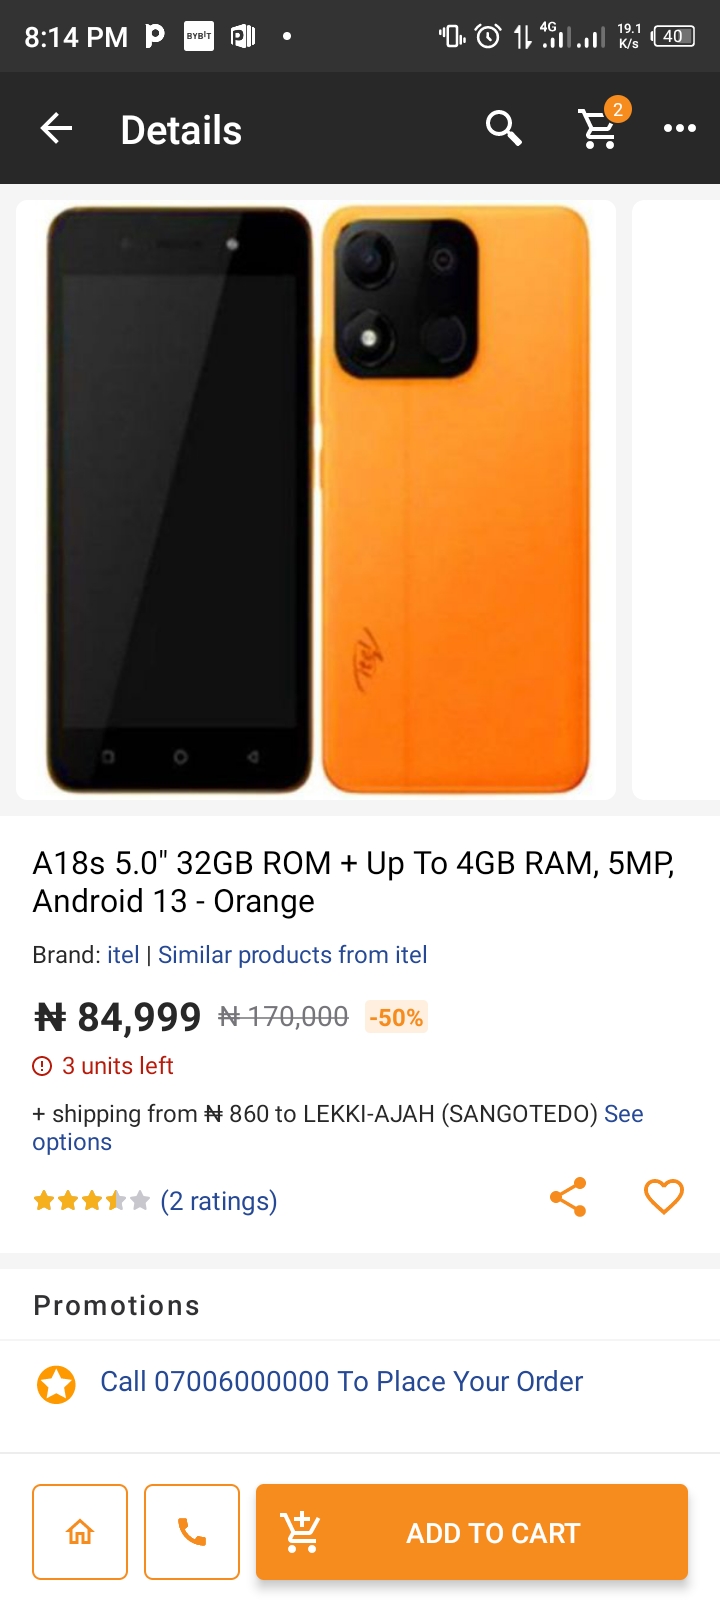 8:14 PM
BYBIT
4G
19.1
K/s
40
Details
2
itel
A18s 5.0" 32GB ROM + Up To 4GB RAM, 5MP,
Android 13 - Orange
Brand: itel | Similar products from itel
₦ 84,999 ₦ 170,000 -50%
3 units left
+ shipping from ₦ 860 to LEKKI-AJAH (SANGOTEDO) See
options
(2 ratings)
Promotions
Call 07006000000 To Place Your Order
ADD TO CART